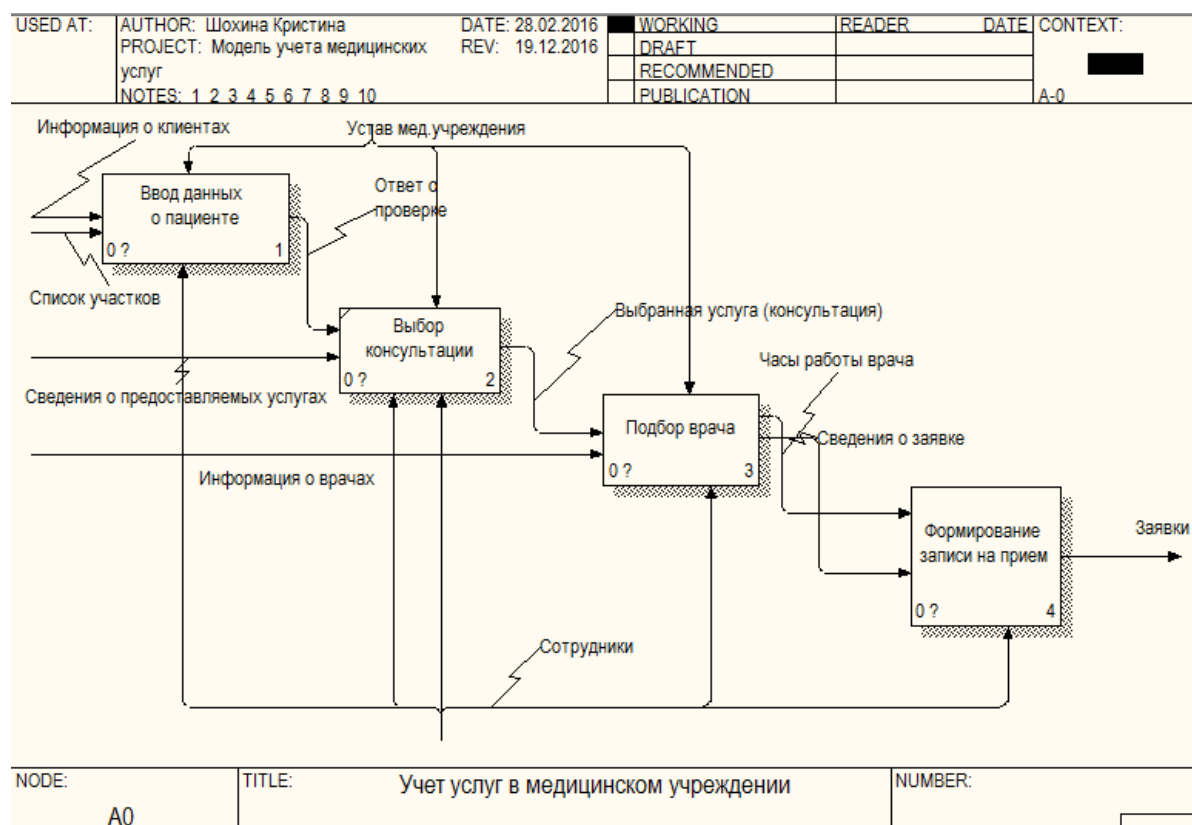 USED AT:
AUTHOR: Шохина Кристина
DATE: 28.02.2016
PROJECT: Модель учета медицинских
услуг
REV: 19.12.2016
NOTES: 1 2 3 4 5 6 7 8 9 10
WORKING
DRAFT
RECOMMENDED
PUBLICATION
READER
DATE
CONTEXT:
A-0
Информация о клиентах
Устав мед.учреждения
Ввод данных
о пациенте
0 ?
1
Ответ о
проверке
Список участков
Выбор
консультации
0 ?
2
Выбранная услуга (консультация)
Часы работы врача
Сведения о предоставляемых услугах
Подбор врача
0 ?
3
Сведения о заявке
Информация о врачах
Формирование
записи на прием
0 ?
4
Заявки
Сотрудники
NODE:
A0
TITLE:
Учет услуг в медицинском учреждении
NUMBER: